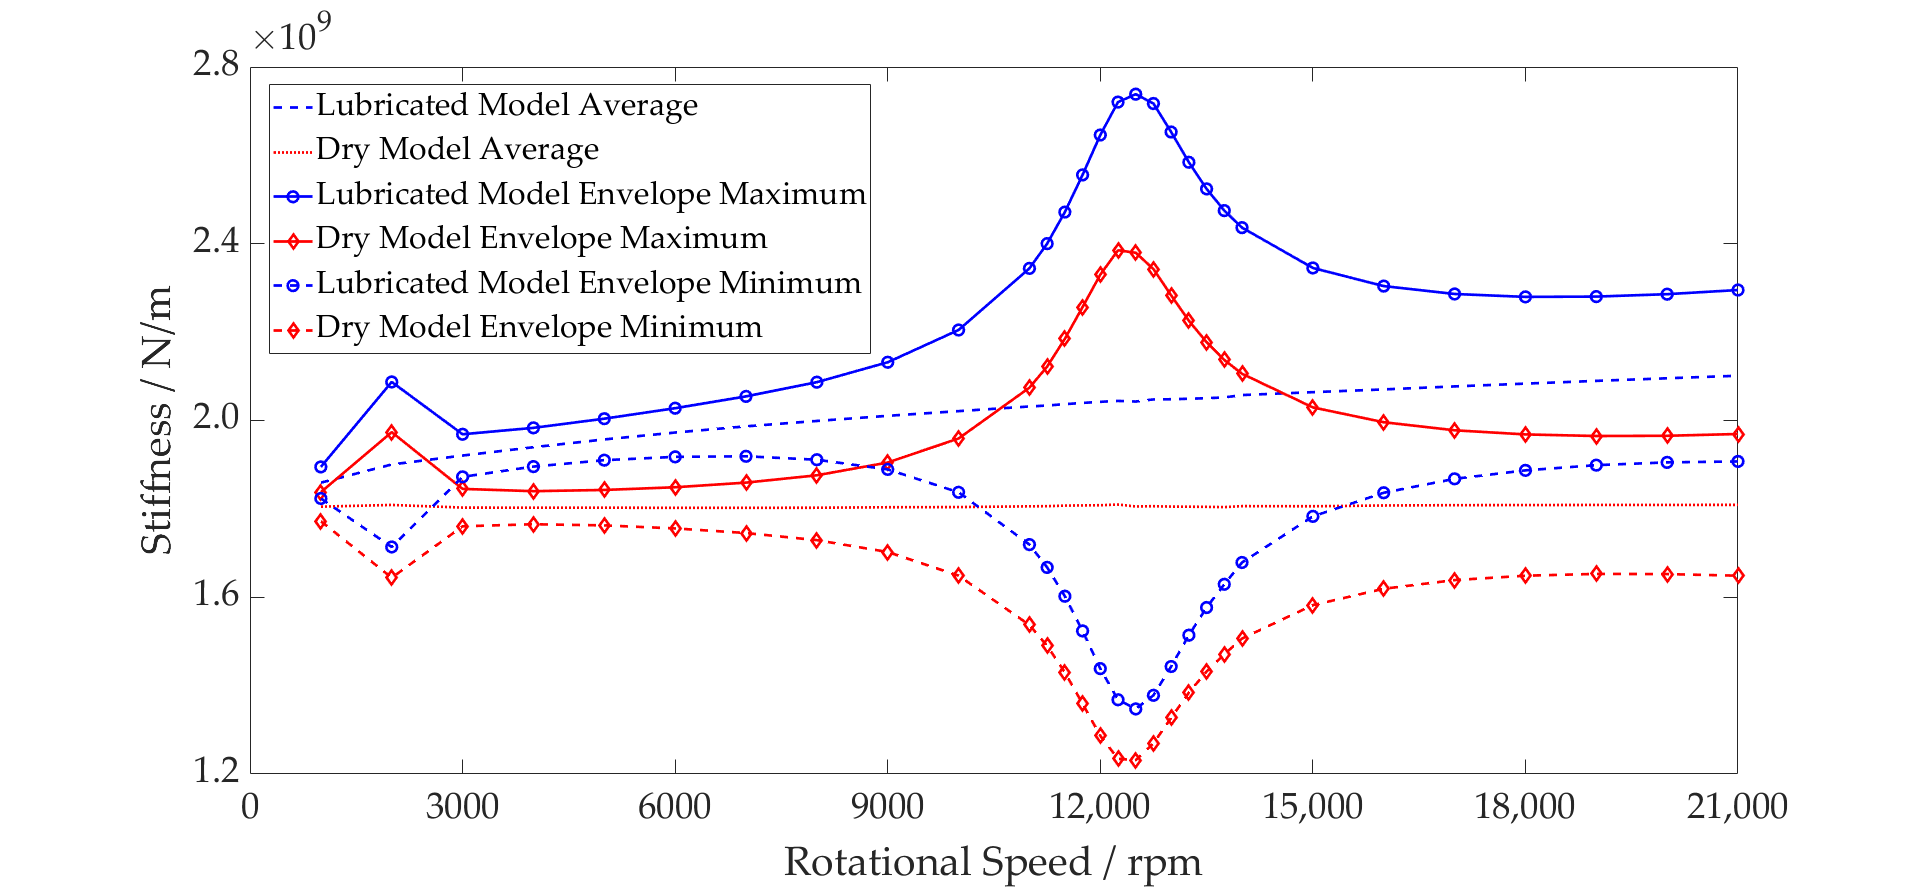 ×10⁹
2.8
2.4
2.0
1.6
1.2
Stiffness / N/m
Lubricated Model Average
Dry Model Average
Lubricated Model Envelope Maximum
Dry Model Envelope Maximum
Lubricated Model Envelope Minimum
Dry Model Envelope Minimum
0 3000 6000 9000 12,000 15,000 18,000 21,000
Rotational Speed / rpm